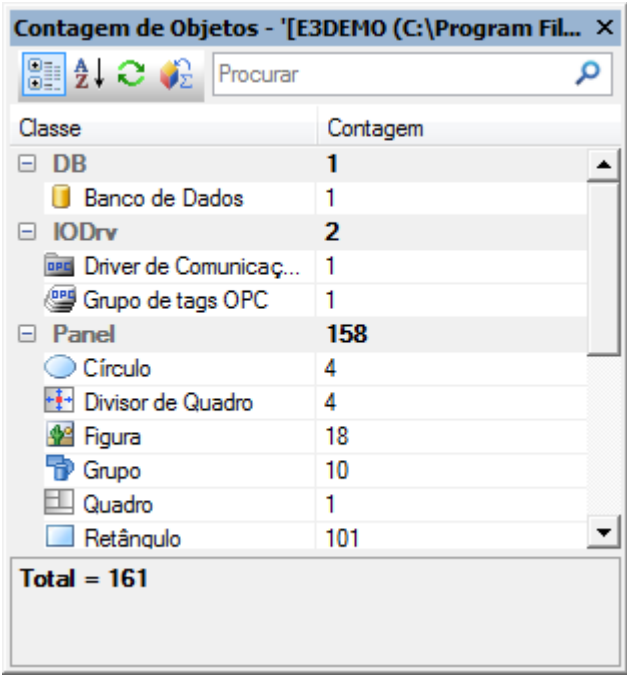 Contagem de Objetos - '[E3DEMO (C:\Program Fil...
Procurar
Classe Contagem
DB 1
Banco de Dados 1
IODrv 2
Driver de Comunicaç... 1
Grupo de tags OPC 1
Panel 158
Círculo 4
Divisor de Quadro 4
Figura 18
Grupo 10
Quadro 1
Retângulo 101
Total = 161